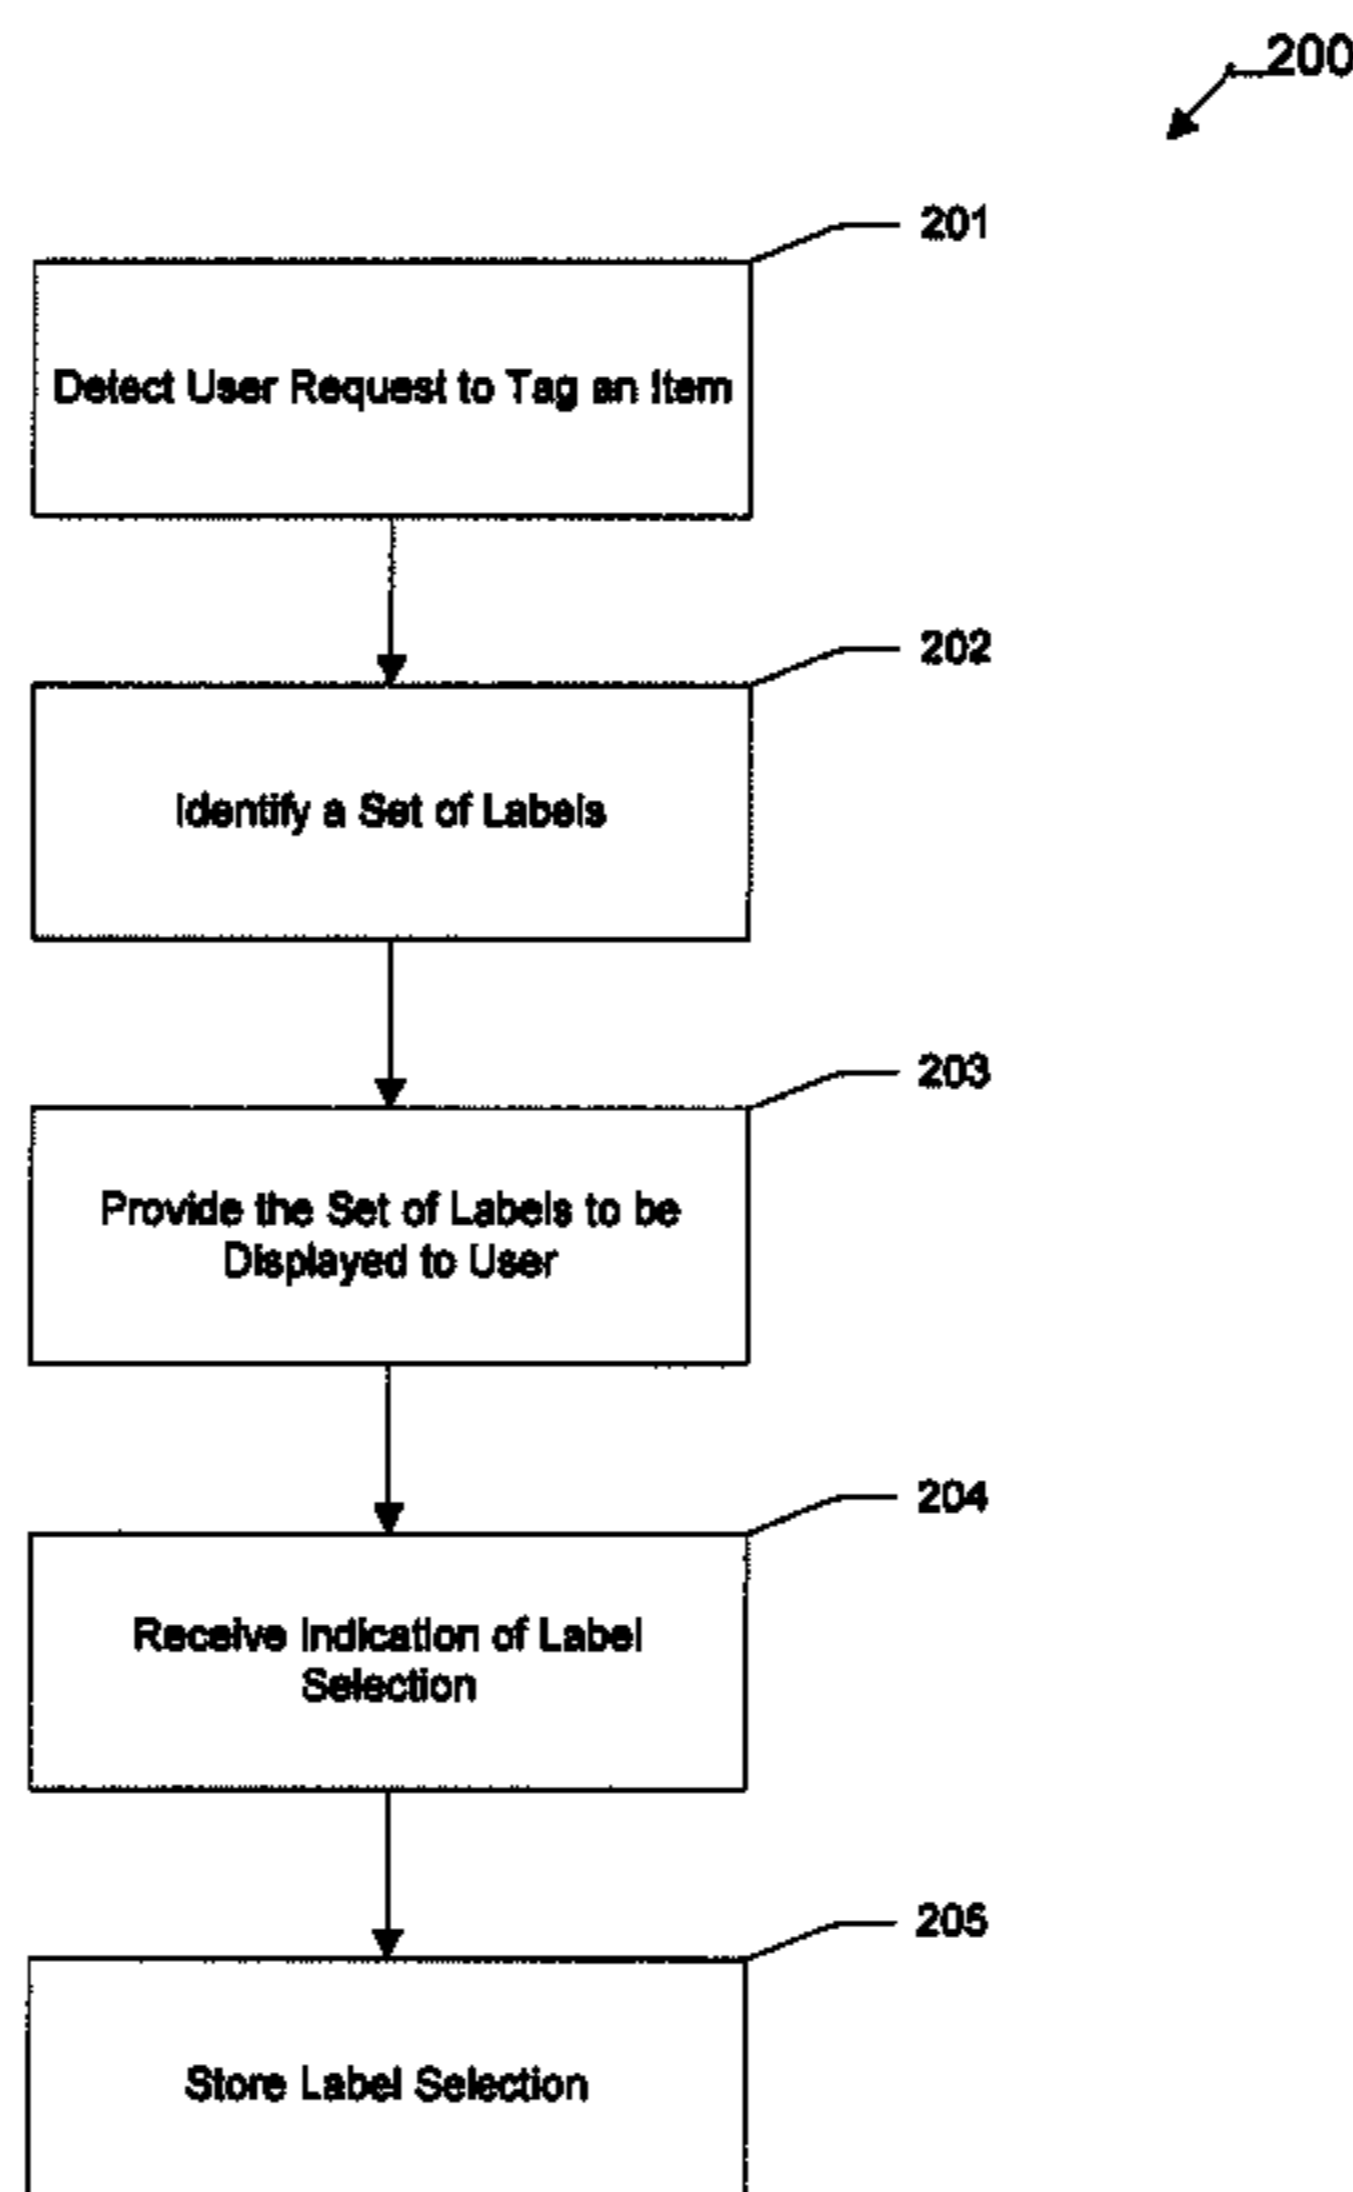 200
201
Detect User Request to Tag an Item
202
Identify a Set of Labels
203
Provide the Set of Labels to be
Displayed to User
204
Receive Indication of Label
Selection
205
Store Label Selection